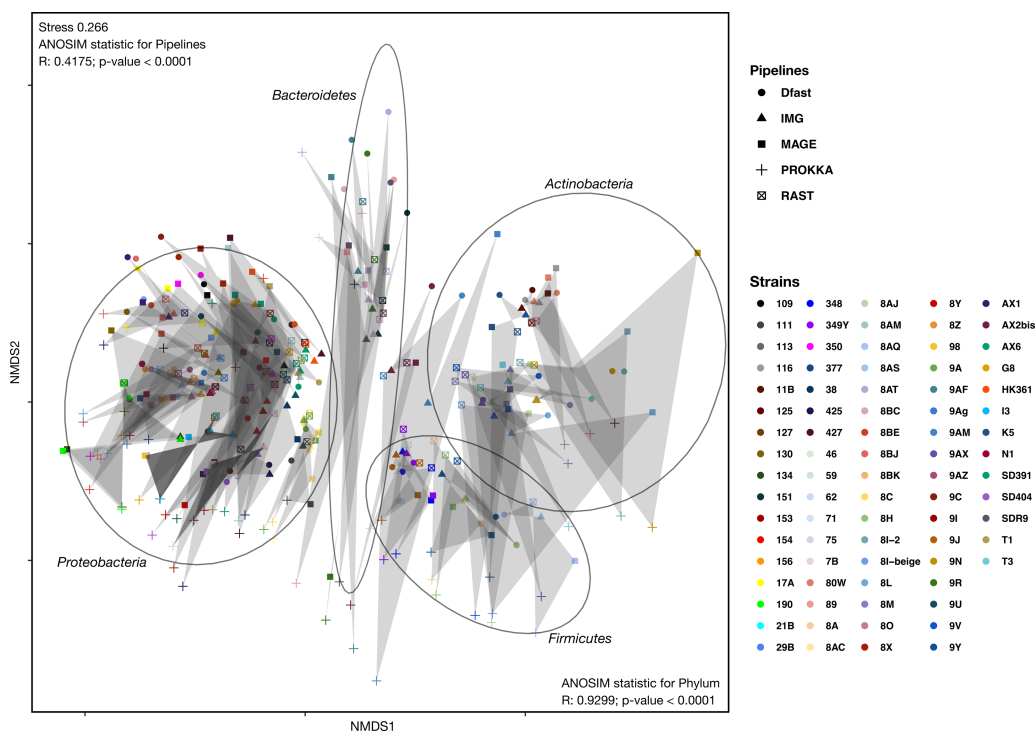 Stress 0.266
ANOSIM statistic for Pipelines
R: 0.4175; p-value < 0.0001
Bacteroidetes
Actinobacteria
Proteobacteria
Firmicutes
ANOSIM statistic for Phylum
R: 0.9299; p-value < 0.0001
NMDS2
NMDS1
Pipelines
Dfast
IMG
MAGE
PROKKA
RAST
Strains
109 348 8AJ 8Y AX1
111 349Y 8AM 8Z AX2bis
113 350 8AQ 98 AX6
116 377 8AS 9A G8
11B 38 8AT 9AF HK361
125 425 8BC 9Ag I3
127 427 8BE 9AM K5
130 46 8BJ 9AX N1
134 59 8BK 9AZ SD391
151 62 8C 9C SD404
153 71 8H 9I SDR9
154 75 8I-2 9J T1
156 7B 8I-beige 9N T3
17A 80W 8L 9R
190 89 8M 9U
21B 8A 8O 9V
29B 8AC 8X 9Y